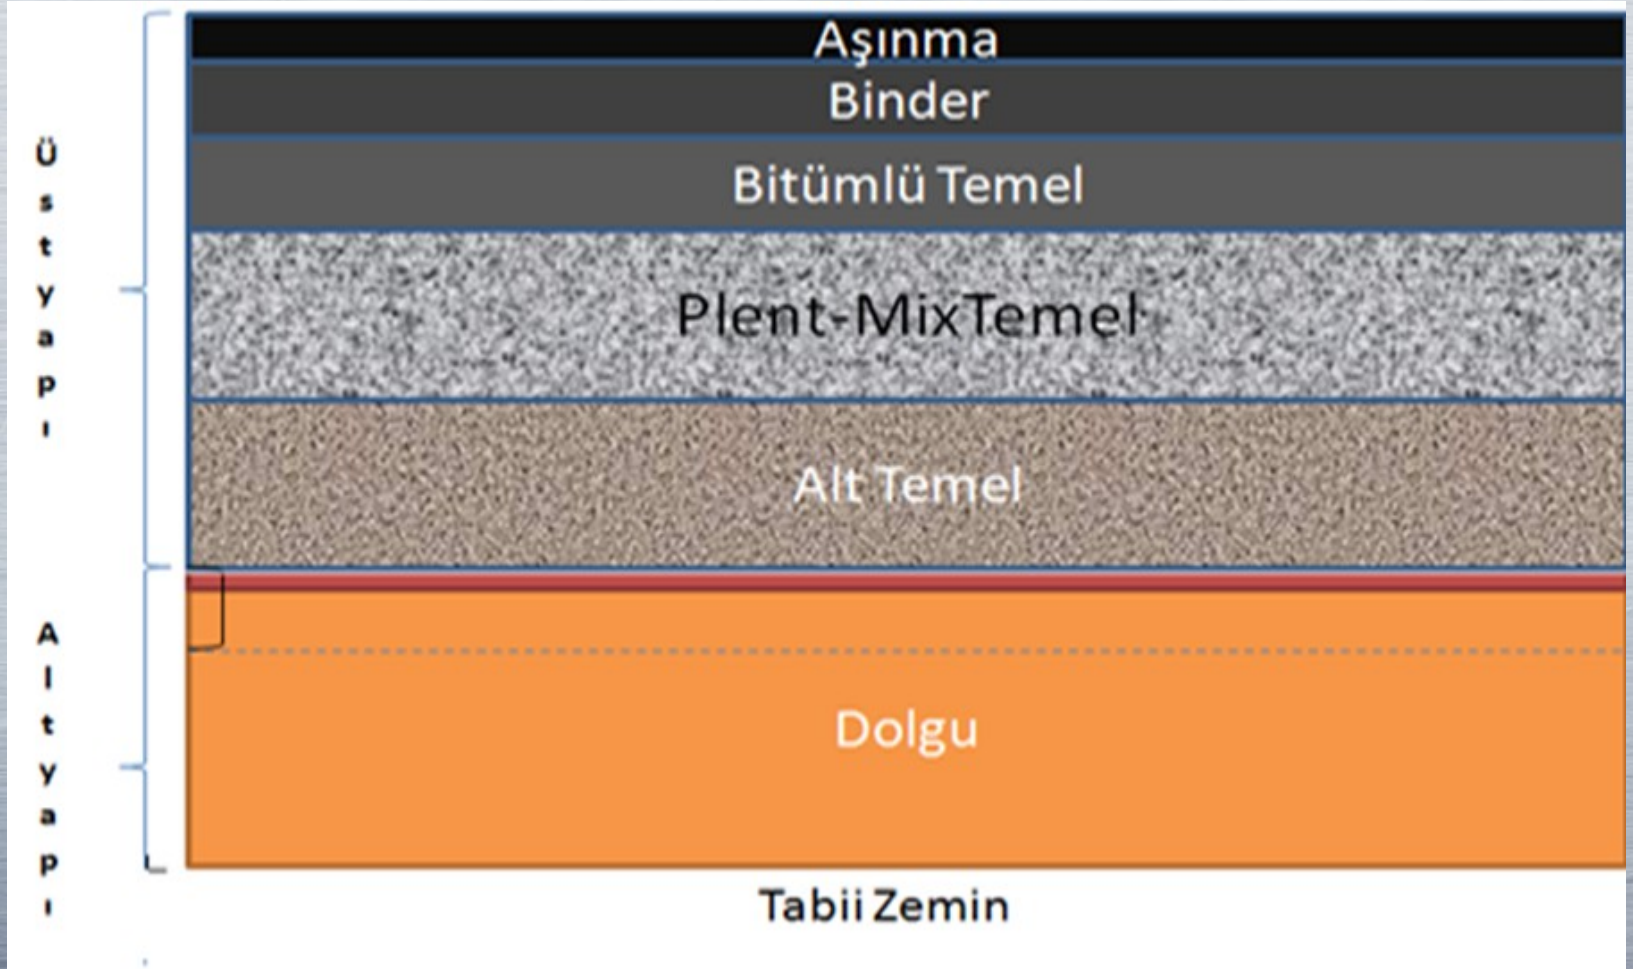 Üstyapı
Aşınma
Binder
Bitümlü Temel
Plent-MixTemel
Alt Temel
Altyapı
Dolgu
Tabii Zemin